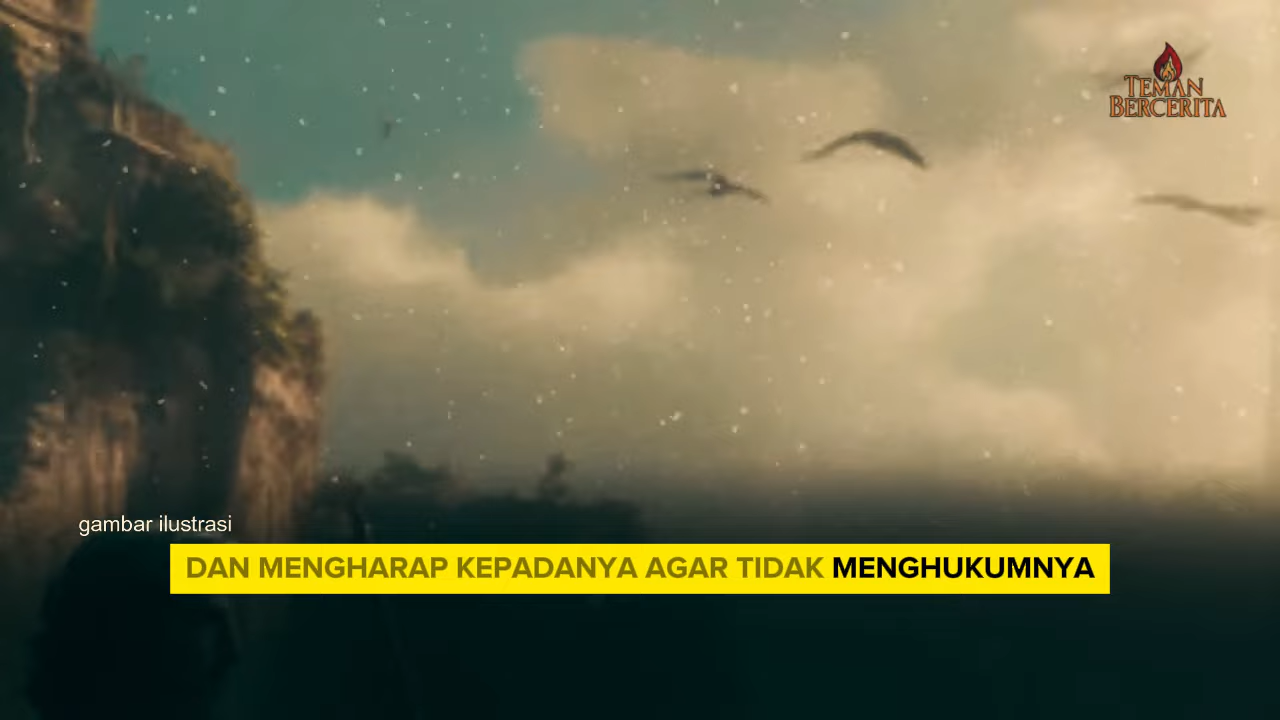 TEMAN
BERCERITA
gambar ilustrasi
DAN MENGHARAP KEPADANYA AGAR TIDAK MENGHUKUMNYA